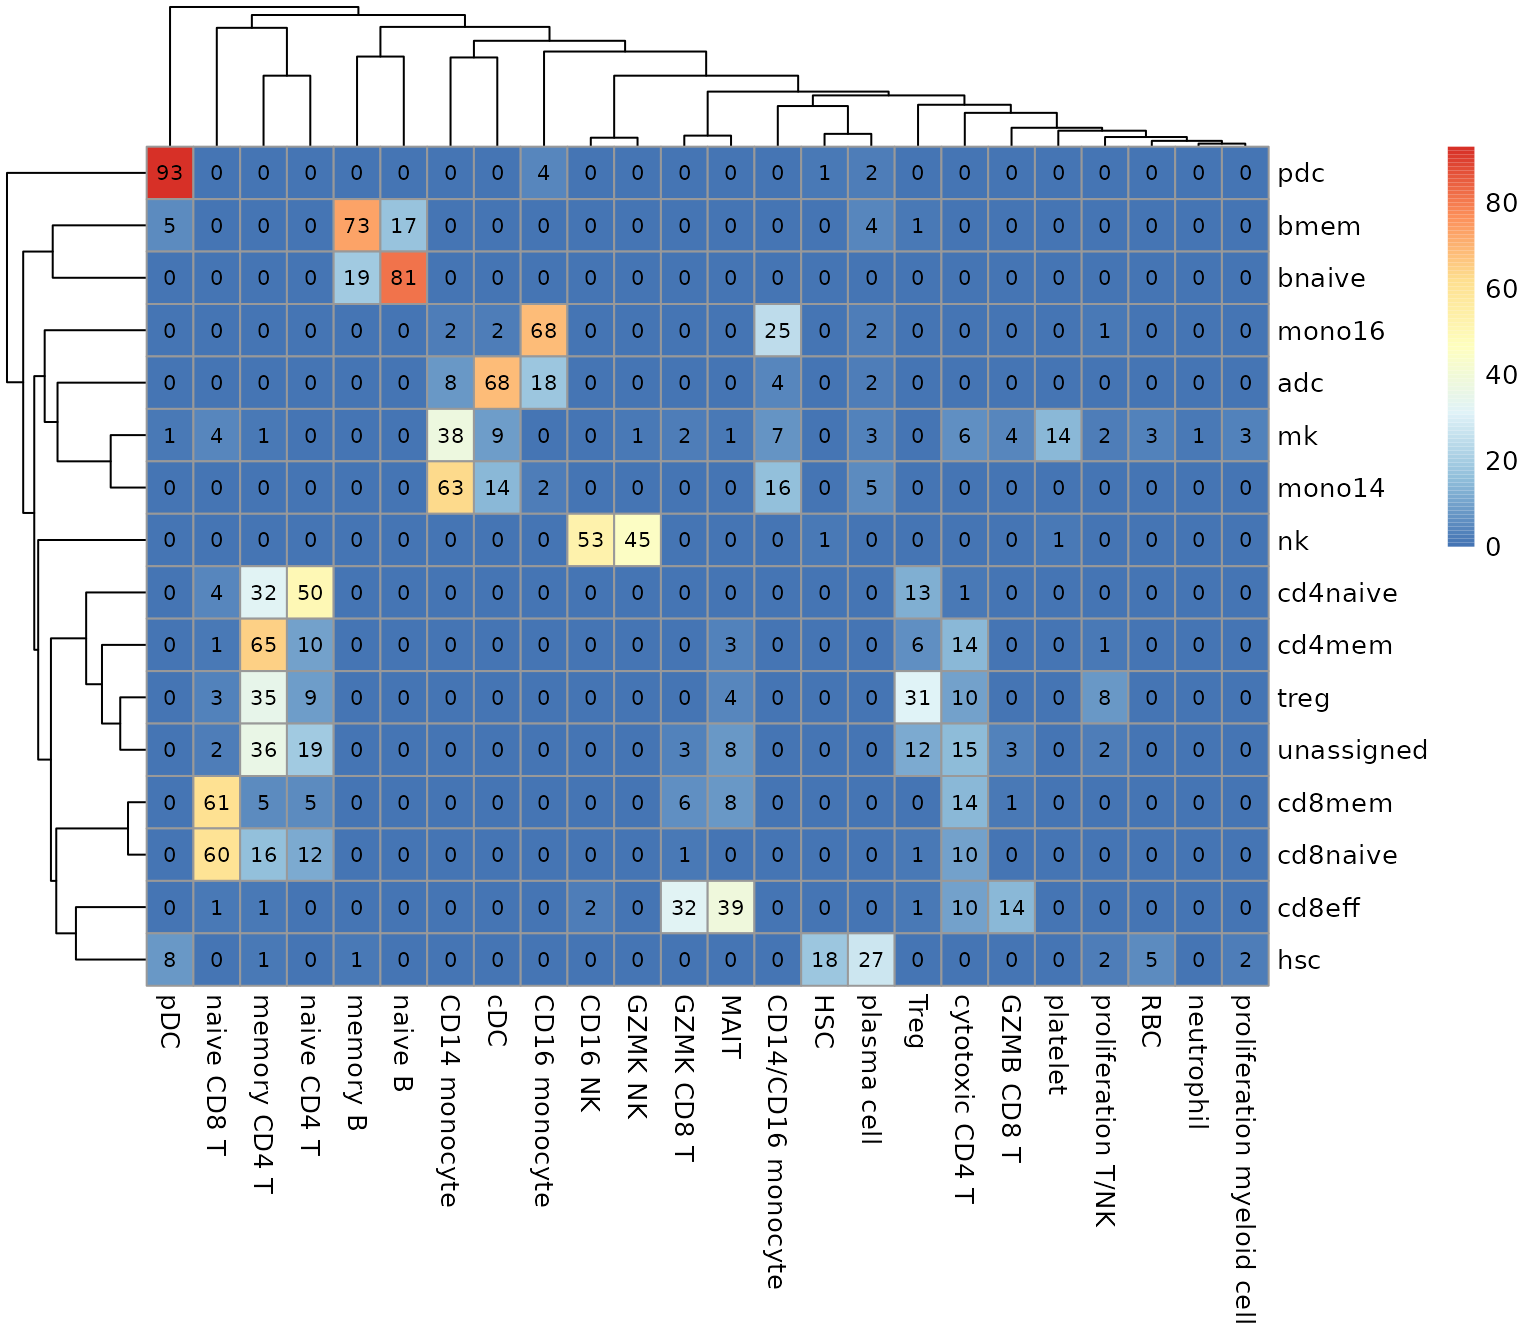 93 0 0 0 0 0 0 0 4 0 0 0 0 0 1 2 0 0 0 0 0 0 0 0 pdc
5 0 0 0 73 17 0 0 0 0 0 0 0 0 0 4 1 0 0 0 0 0 0 0 bmem
0 0 0 0 19 81 0 0 0 0 0 0 0 0 0 0 0 0 0 0 0 0 0 0 bnaive
0 0 0 0 0 0 2 2 68 0 0 0 0 25 0 2 0 0 0 0 1 0 0 0 mono16
0 0 0 0 0 0 8 68 18 0 0 0 0 4 0 2 0 0 0 0 0 0 0 0 adc
1 4 1 0 0 0 38 9 0 0 1 2 1 7 0 3 0 6 4 14 2 3 1 3 mk
0 0 0 0 0 0 63 14 2 0 0 0 0 16 0 5 0 0 0 0 0 0 0 0 mono14
0 0 0 0 0 0 0 0 0 53 45 0 0 0 1 0 0 0 0 1 0 0 0 0 nk
0 4 32 50 0 0 0 0 0 0 0 0 0 0 0 0 13 1 0 0 0 0 0 0 cd4naive
0 1 65 10 0 0 0 0 0 0 0 0 3 0 0 0 6 14 0 0 1 0 0 0 cd4mem
0 3 35 9 0 0 0 0 0 0 0 0 4 0 0 0 31 10 0 0 8 0 0 0 treg
0 2 36 19 0 0 0 0 0 0 0 3 8 0 0 0 12 15 3 0 2 0 0 0 unassigned
0 61 5 5 0 0 0 0 0 0 0 6 8 0 0 0 0 14 1 0 0 0 0 0 cd8mem
0 60 16 12 0 0 0 0 0 0 0 1 0 0 0 0 1 10 0 0 0 0 0 0 cd8naive
0 1 1 0 0 0 0 0 0 2 0 32 39 0 0 0 1 10 14 0 0 0 0 0 cd8eff
8 0 1 0 1 0 0 0 0 0 0 0 0 0 18 27 0 0 0 0 2 5 0 2 hsc
pDC
naive CD8 T
memory CD4 T
naive CD4 T
memory B
naive B
CD14 monocyte
cDC
CD16 monocyte
CD16 NK
GZMK NK
GZMK CD8 T
MAIT
CD14/CD16 monocyte
HSC
plasma cell
Treg
cytotoxic CD4 T
GZMB CD8 T
platelet
proliferation T/NK
RBC
neutrophil
proliferation myeloid cell
80
60
40
20
0